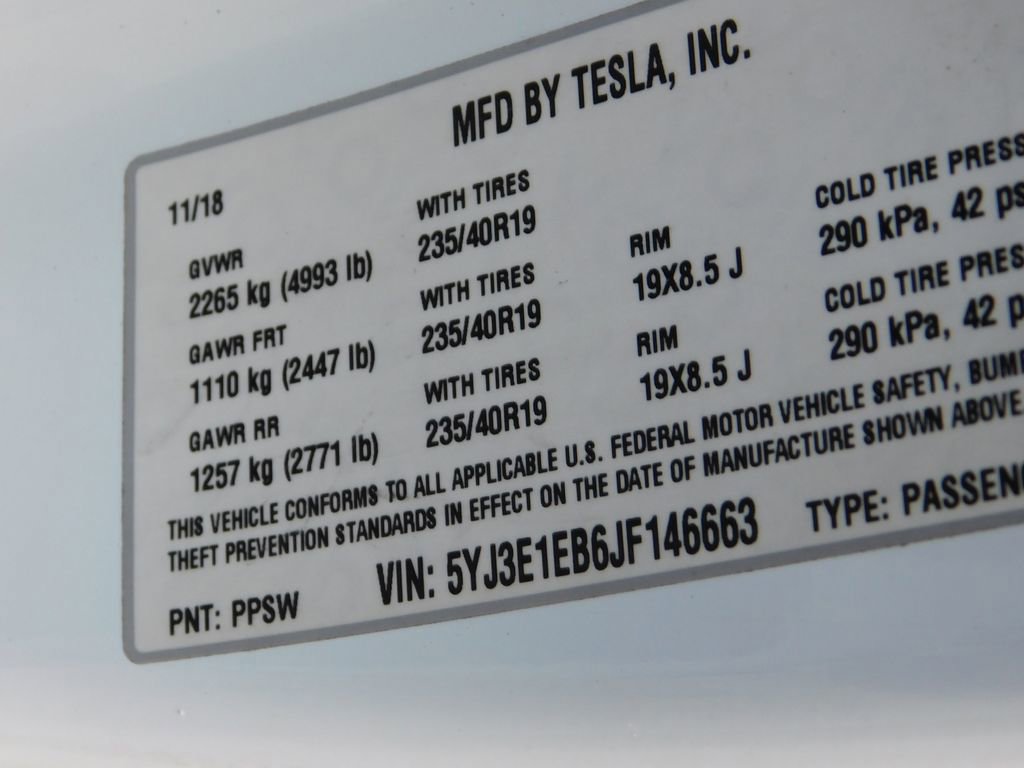 MFD BY TESLA, INC.
11/18
GVWR
2265 kg (4993 lb)
WITH TIRES
235/40R19
GAWR FRT
1110 kg (2447 lb)
WITH TIRES
235/40R19
RIM
19X8.5 J
COLD TIRE PRESS
290 kPa, 42 ps
GAWR RR
1257 kg (2771 lb)
WITH TIRES
235/40R19
RIM
19X8.5 J
COLD TIRE PRES
290 kPa, 42 p
THIS VEHICLE CONFORMS TO ALL APPLICABLE U.S. FEDERAL MOTOR VEHICLE SAFETY, BUMP
THEFT PREVENTION STANDARDS IN EFFECT ON THE DATE OF MANUFACTURE SHOWN ABOVE.
PNT: PPSW
VIN: 5YJ3E1EB6JF146663
TYPE: PASSEN